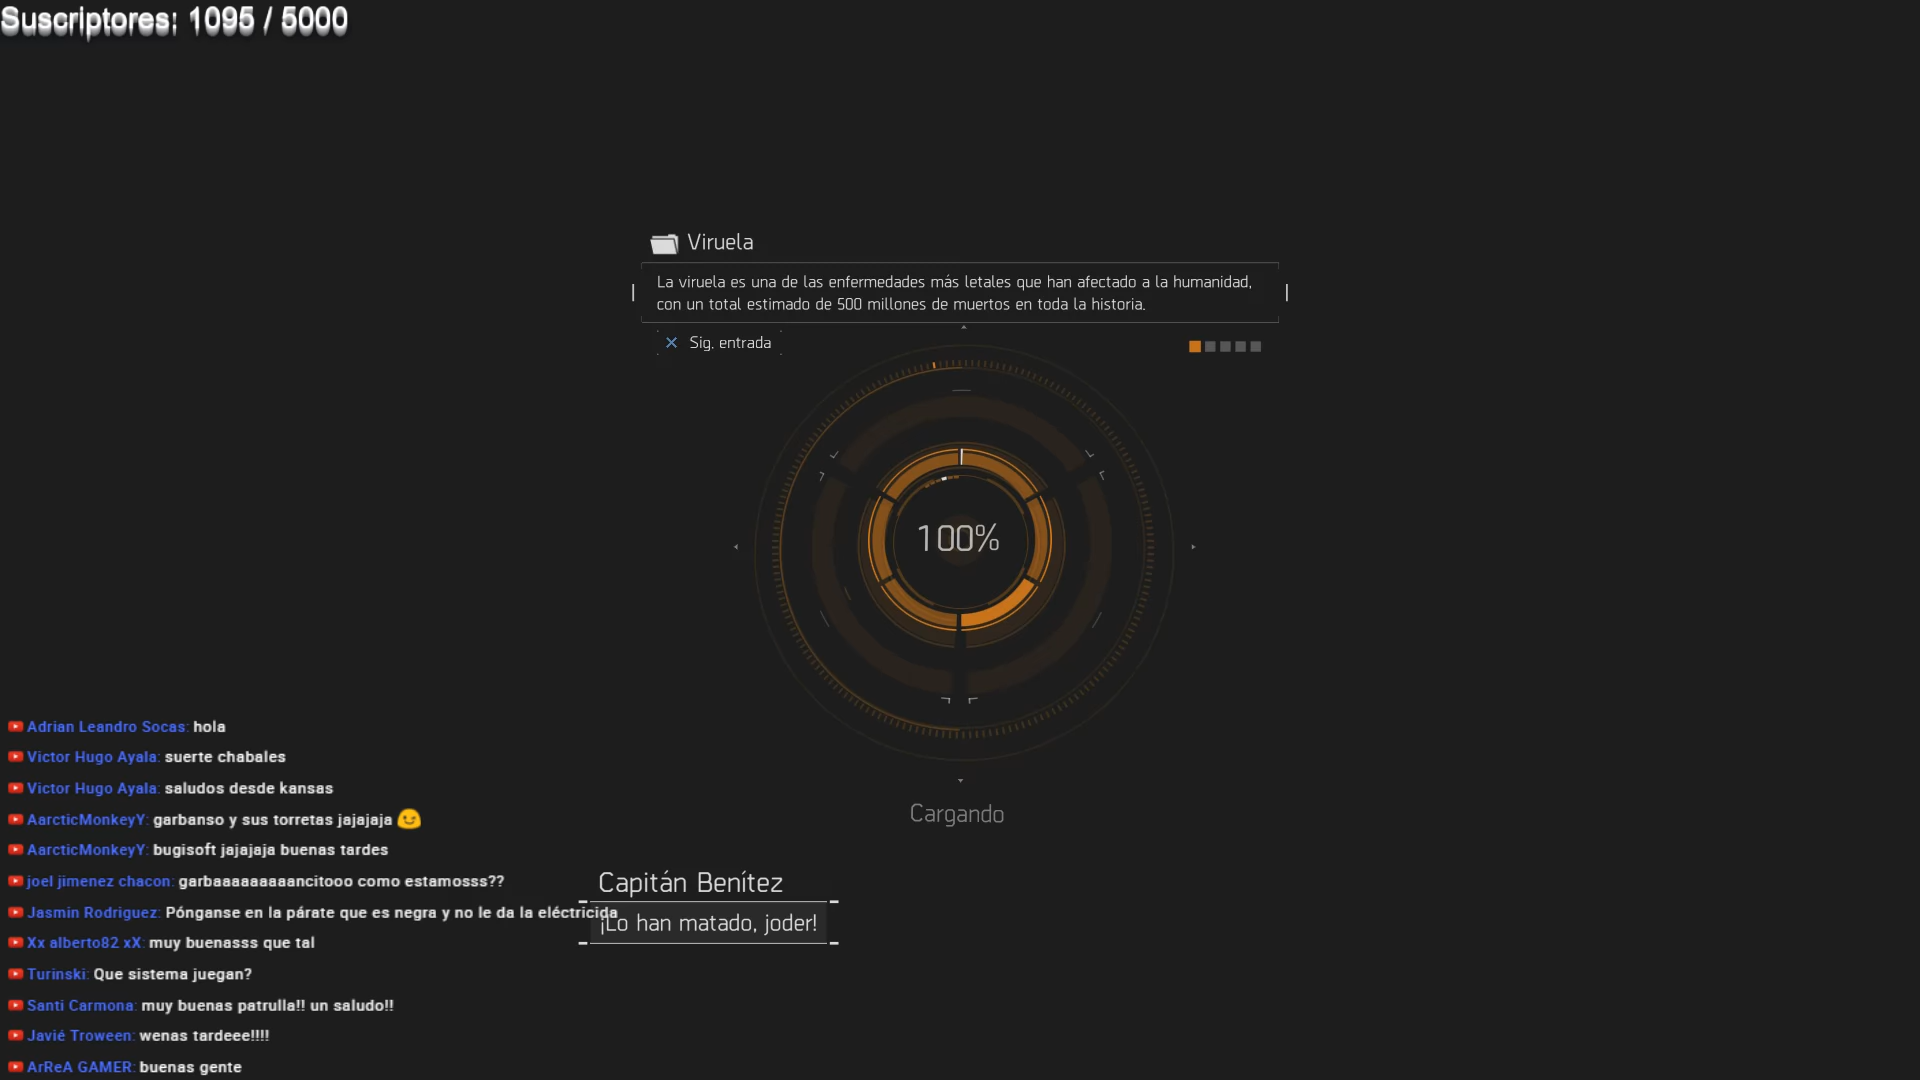 Suscriptores: 1095 / 5000
Viruela
La viruela es una de las enfermedades más letales que han afectado a la humanidad,
con un total estimado de 500 millones de muertos en toda la historia.
Sig. entrada
100%
Cargando
Capitán Benítez
¡Lo han matado, joder!
Adrian Leandro Socas: hola
Victor Hugo Ayala: suerte chabales
Victor Hugo Ayala: saludos desde kansas
AarcticMonkeyY: garbanso y sus torretas jajajaja 😉
AarcticMonkeyY: bugisoft jajajaja buenas tardes
joel jimenez chacon: garbaaaaaaaaancitooo como estamosss??
Jasmin Rodriguez: Pónganse en la párate que es negra y no le da la eléctricida
Xx alberto82 xX: muy buenasss que tal
Turinski: Que sistema juegan?
Santi Carmona: muy buenas patrulla!! un saludo!!
Javié Troween: wenas tardeee!!!!
ArReA GAMER: buenas gente